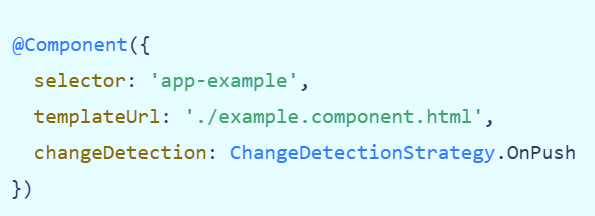 @Component({
  selector: 'app-example',
  templateUrl: './example.component.html',
  changeDetection: ChangeDetectionStrategy.OnPush
})